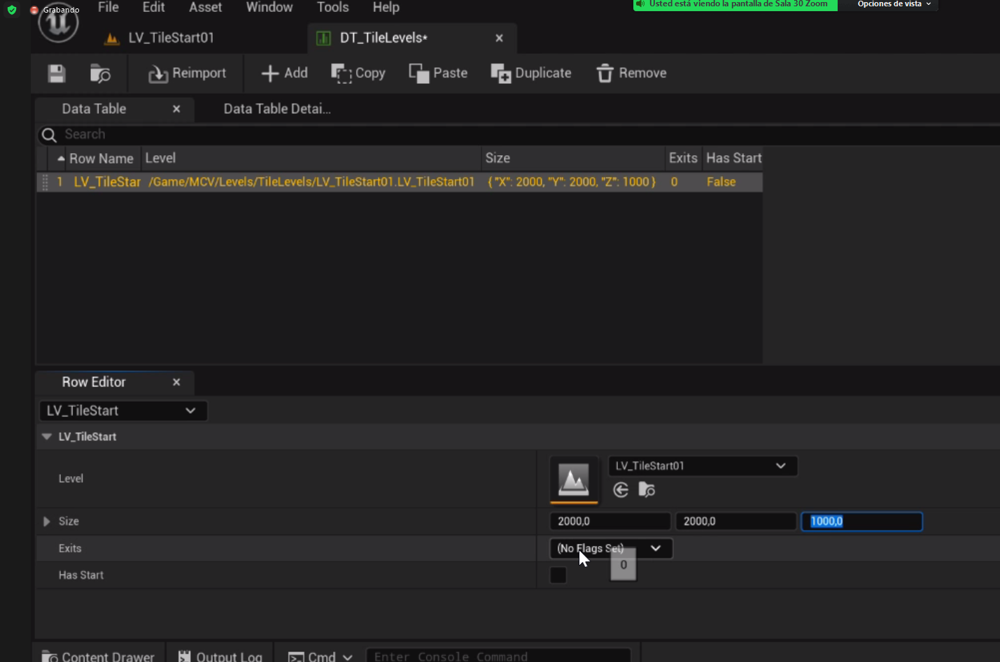 Grabando
File Edit Asset Window Tools Help
Usted está viendo la pantalla de Sala 30 Zoom
Opciones de vista
LV_TileStart01
DT_TileLevels*
Reimport Add Copy Paste Duplicate Remove
Data Table
Data Table Detai...
Search
Row Name Level Size Exits Has Start
1 LV_TileStar /Game/MCV/Levels/TileLevels/LV_TileStart01.LV_TileStart01 { "X": 2000, "Y": 2000, "Z": 1000 } 0 False
Row Editor
LV_TileStart
LV_TileStart
Level
LV_TileStart01
Size 2000,0 2000,0 1000,0
Exits (No Flags Set)
0
Has Start
Content Drawer Output Log Cmd Enter Console Command